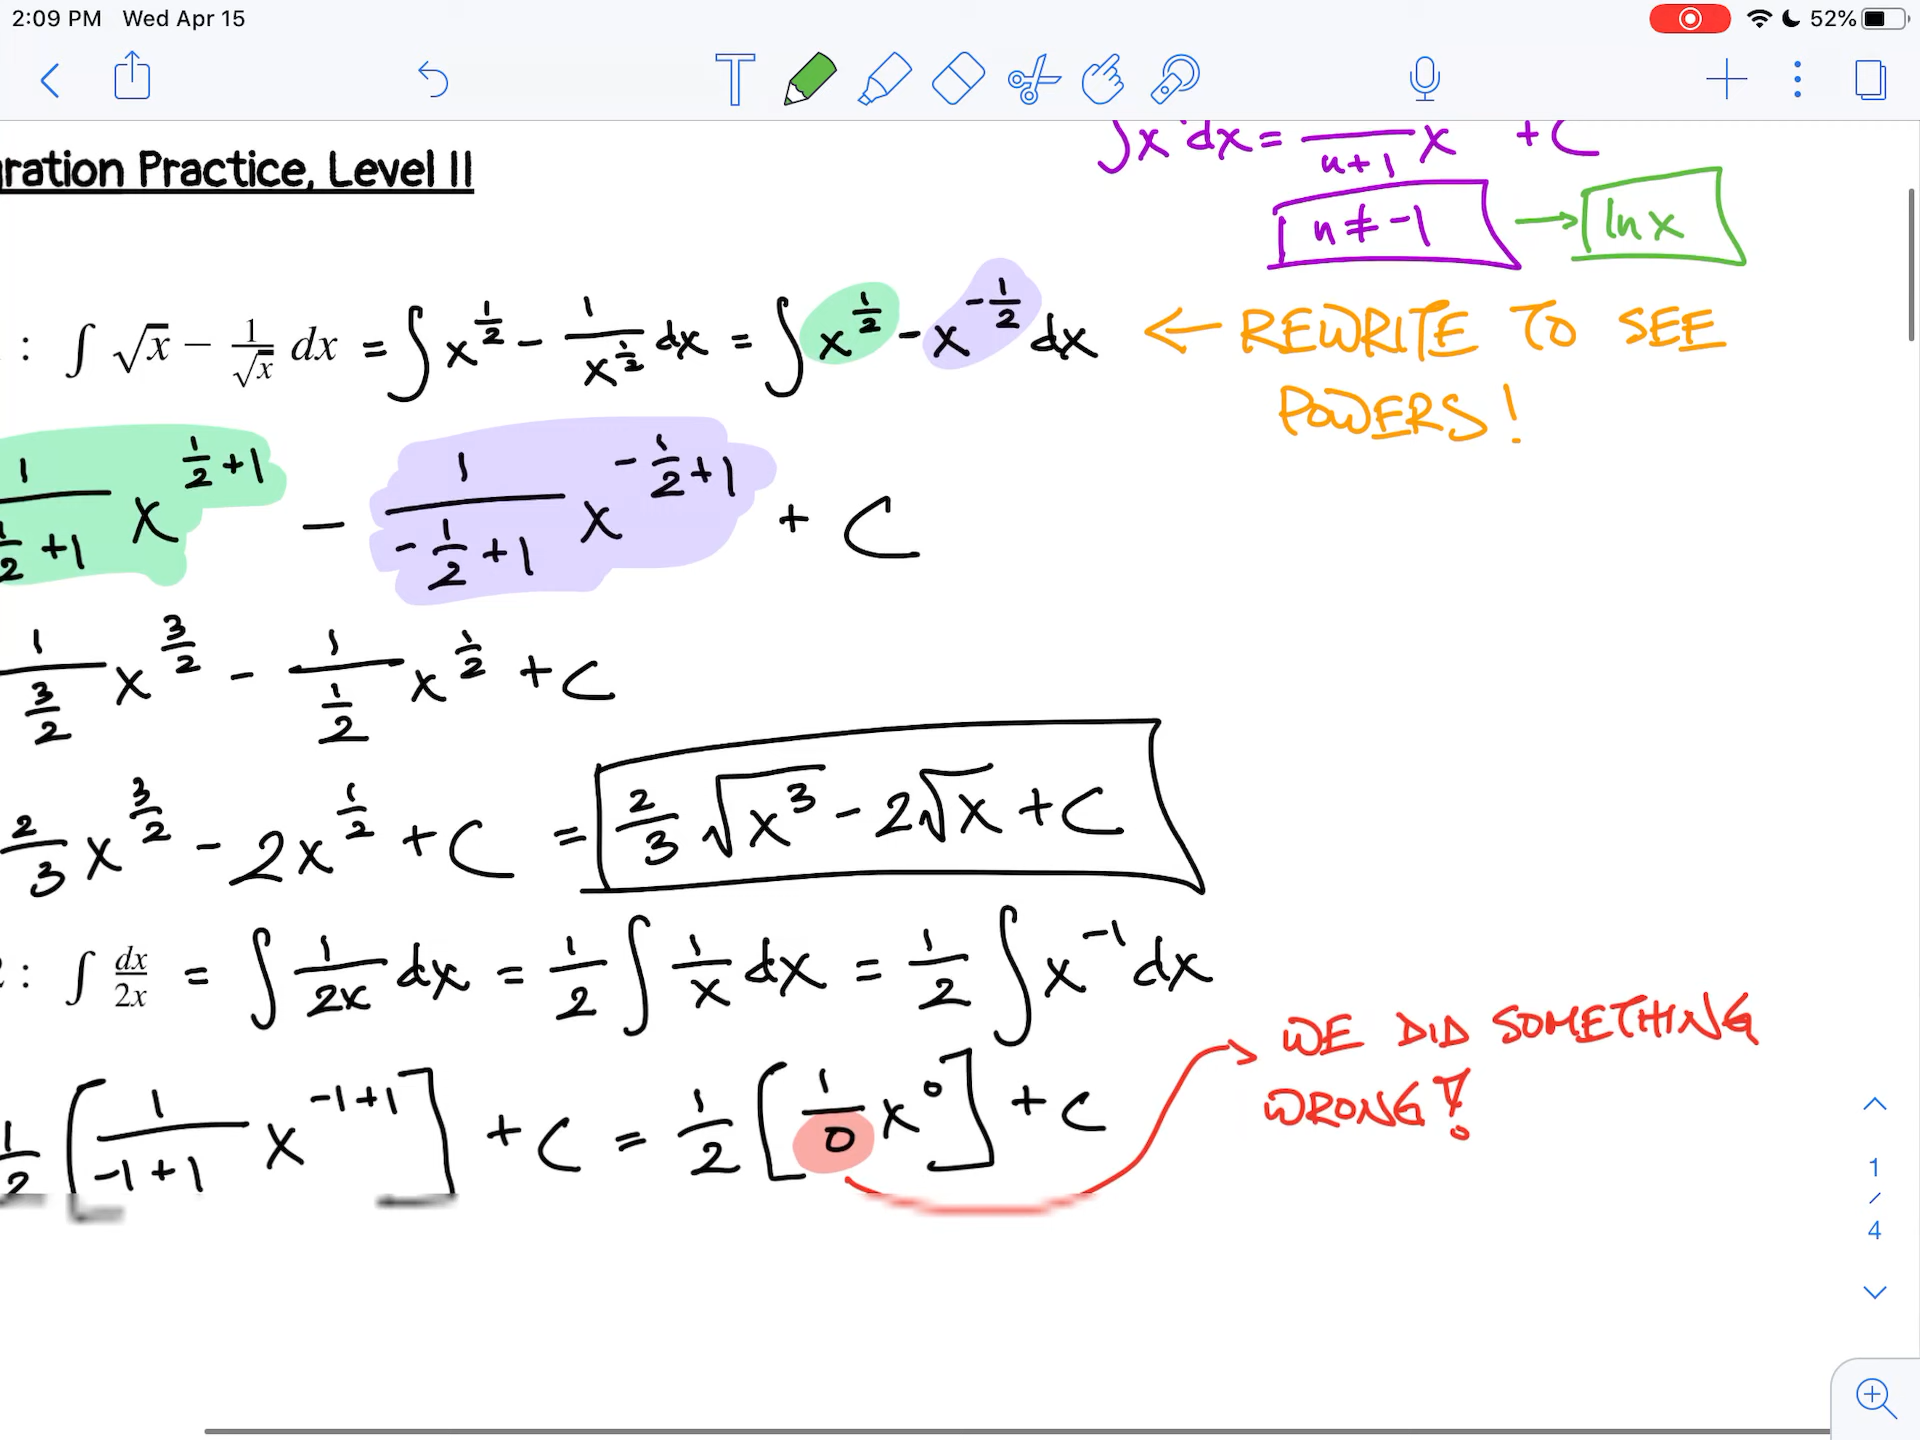 2:09 PM Wed Apr 15
52%
gration Practice, Level II
∫x dx = 1/(n+1) x + C
n ≠ -1 → ln x
: ∫ √x − 1/√x dx = ∫ x^(1/2) - 1/x^(1/2) dx = ∫ x^(1/2) - x^(-1/2) dx ← REWRITE TO SEE
POWERS!
1/(1/2 + 1) x^(1/2 + 1) - 1/(-1/2 + 1) x^(-1/2 + 1) + C
1/(3/2) x^(3/2) - 1/(1/2) x^(1/2) + C
2/3 x^(3/2) - 2x^(1/2) + C = 2/3 √x³ - 2√x + C
: ∫ dx/2x = ∫ 1/2x dx = 1/2 ∫ 1/x dx = 1/2 ∫ x^(-1) dx
1/2 [1/(-1+1) x^(-1+1)] + C = 1/2 [1/0 x^0] + C
WE DID SOMETHING
WRONG!
1
/
4